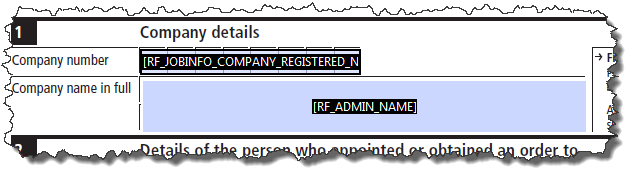 1 Company details
Company number [RF_JOBINFO_COMPANY_REGISTERED_N
Company name in full
[RF_ADMIN_NAME]
Details of the person who appointed or obtained an order to